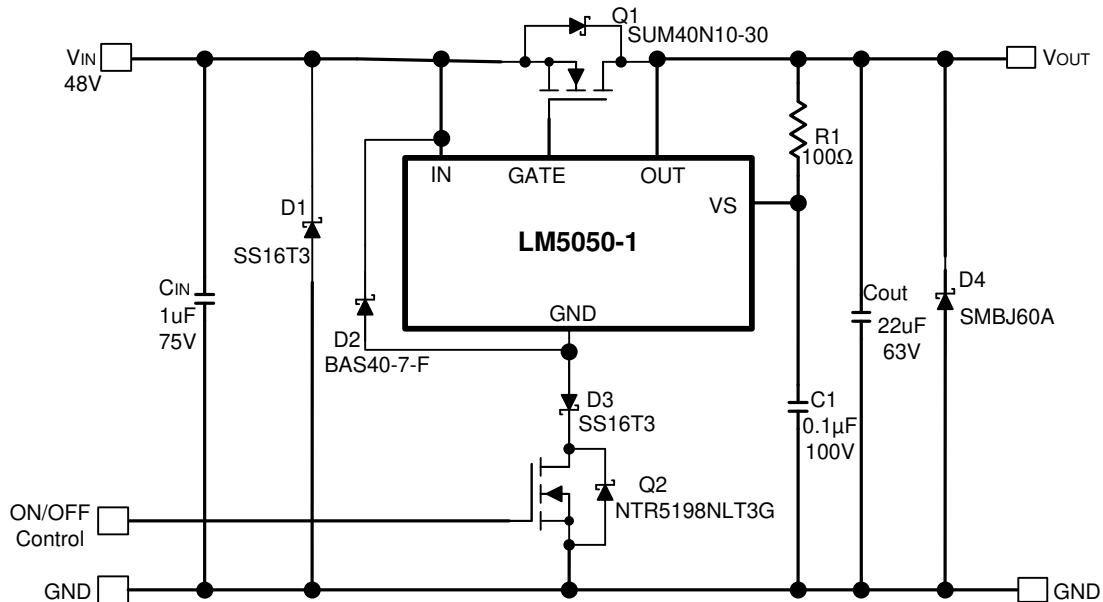 Q1
SUM40N10-30
VIN
48V
VOUT
R1
100Ω
IN
GATE
OUT
VS
LM5050-1
GND
D1
SS16T3
CIN
1uF
75V
D2
BAS40-7-F
Cout
22uF
63V
D4
SMBJ60A
D3
SS16T3
C1
0.1µF
100V
Q2
NTR5198NLT3G
ON/OFF
Control
GND
GND